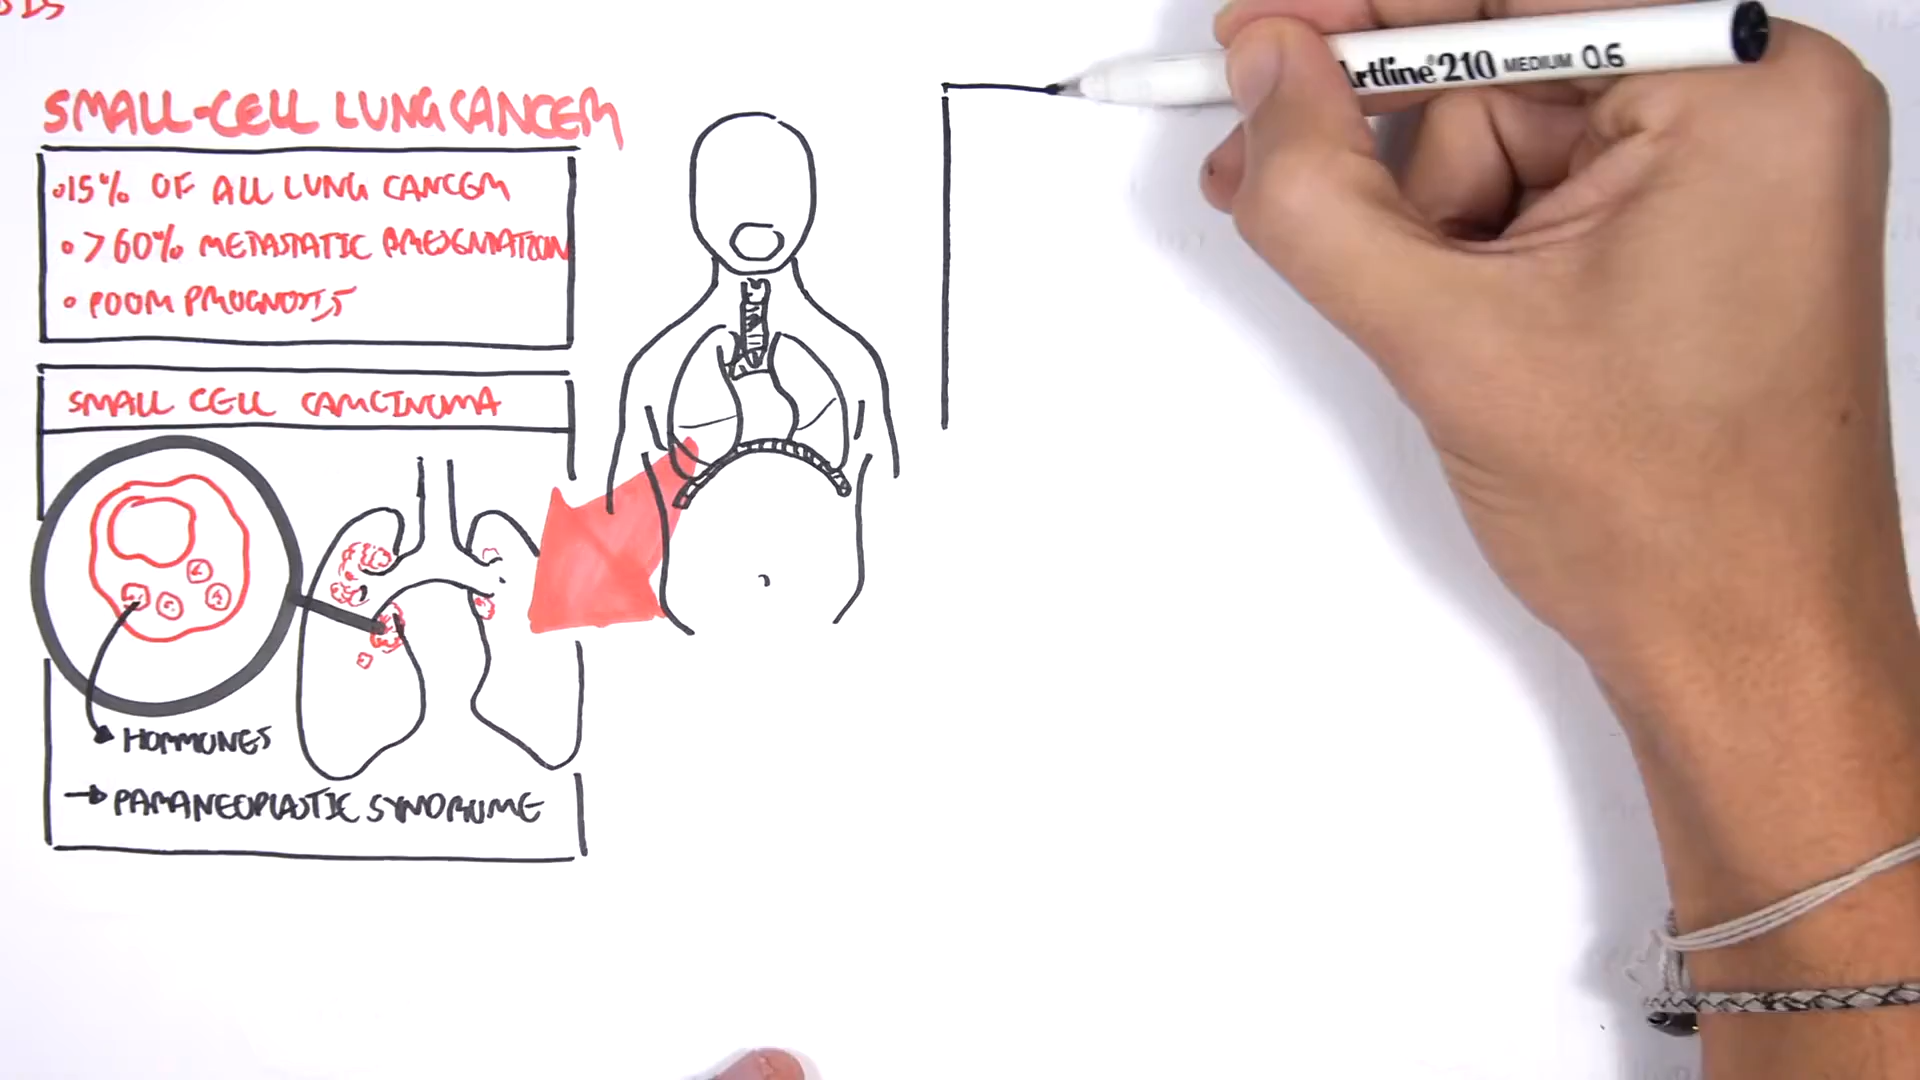 SMALL-CELL LUNG CANCER
•15% OF ALL LUNG CANCER
• >60% METASTATIC PRESENTATION
• POOR PROGNOSIS
SMALL CELL CARCINOMA
HORMONES
→ PARANEOPLASTIC SYNDROME
Artline 210 MEDIUM 0.6